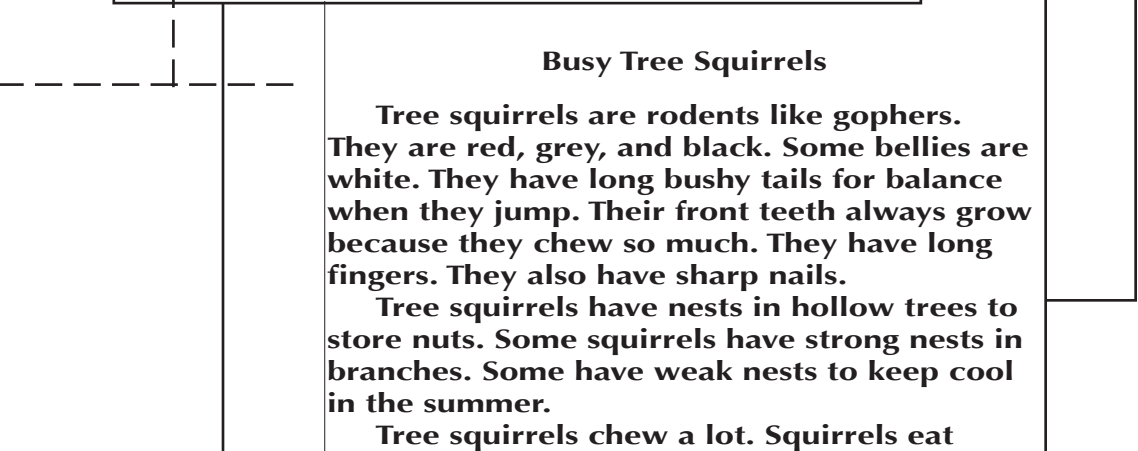 Busy Tree Squirrels
Tree squirrels are rodents like gophers.
They are red, grey, and black. Some bellies are
white. They have long bushy tails for balance
when they jump. Their front teeth always grow
because they chew so much. They have long
fingers. They also have sharp nails.
Tree squirrels have nests in hollow trees to
store nuts. Some squirrels have strong nests in
branches. Some have weak nests to keep cool
in the summer.
Tree squirrels chew a lot. Squirrels eat